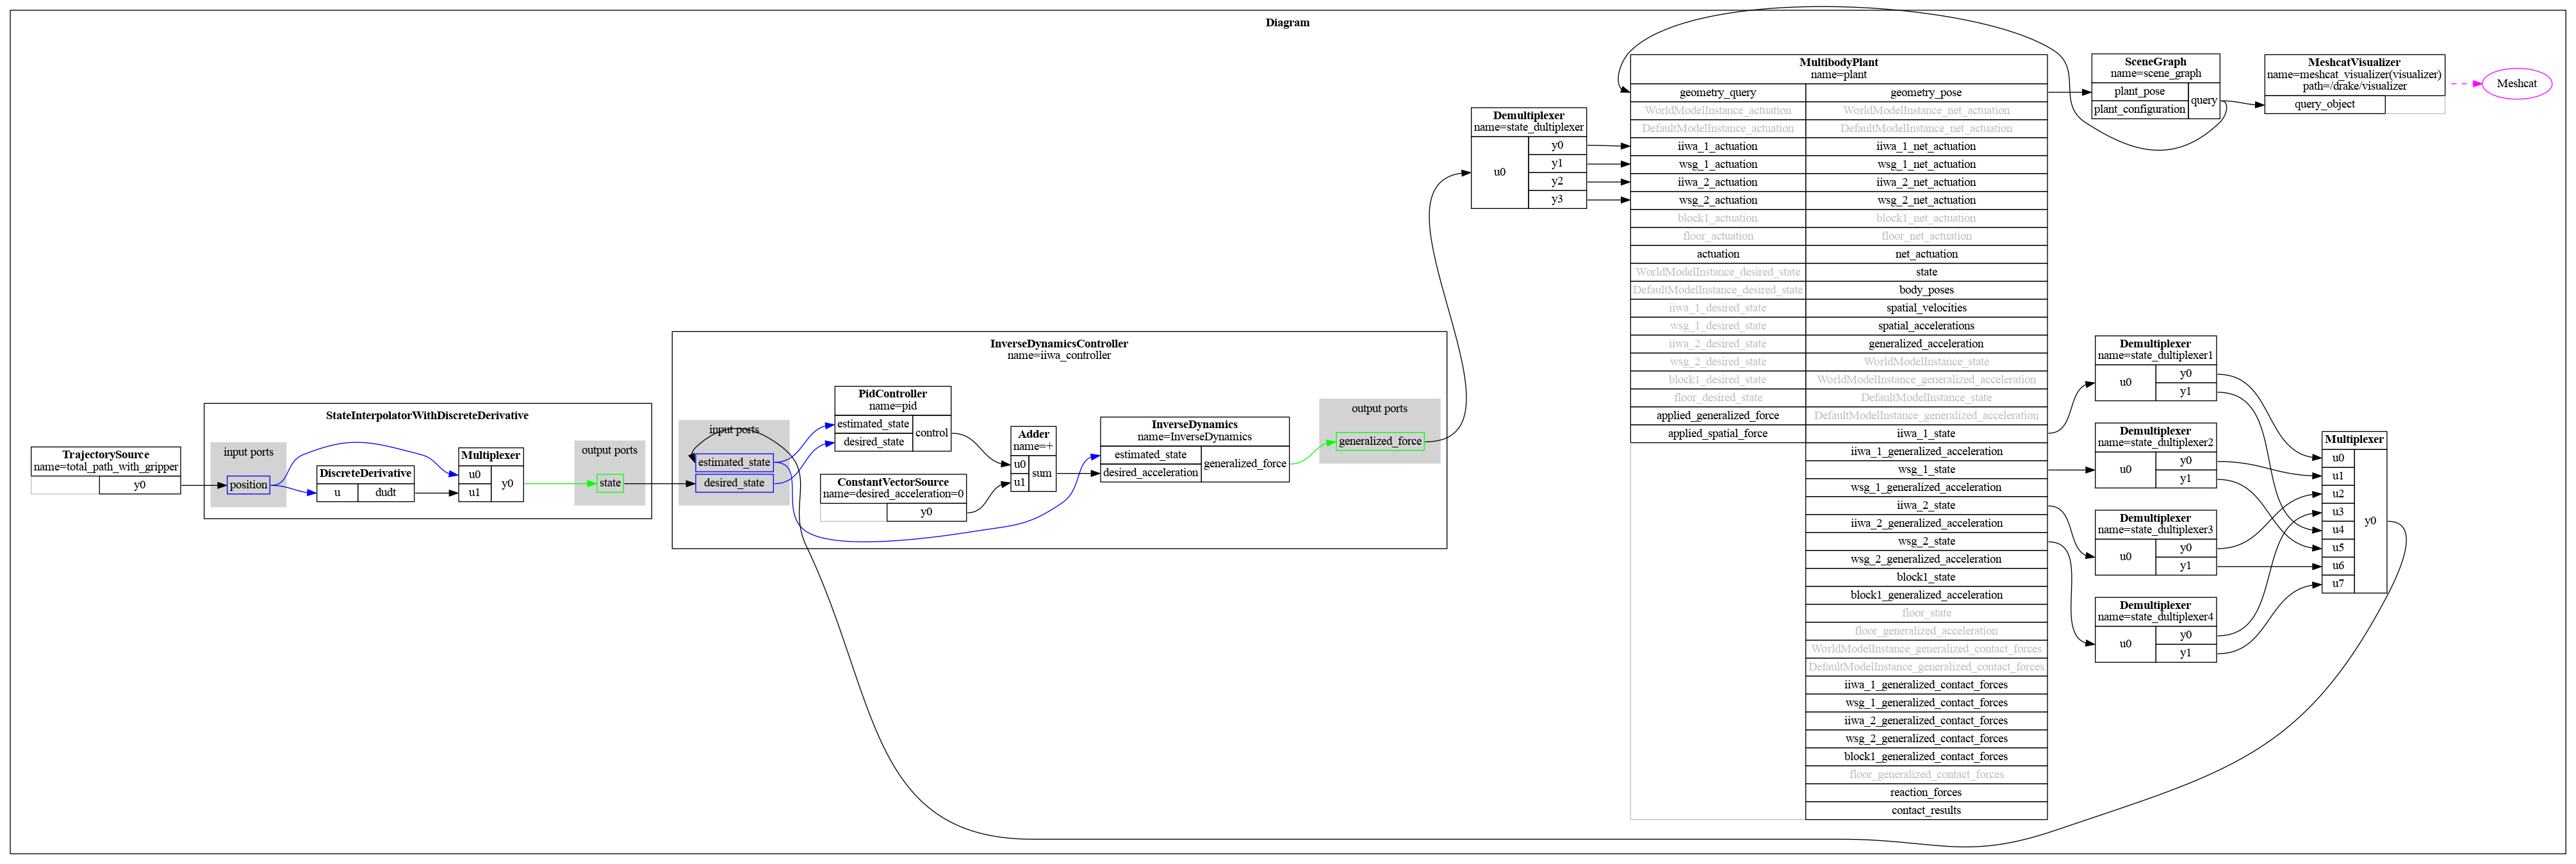 Diagram
TrajectorySource
name=total_path_with_gripper
y0
StateInterpolatorWithDiscreteDerivative
input ports
position
DiscreteDerivative
u dudt
Multiplexer
u0
u1
y0
output ports
state
InverseDynamicsController
name=iiwa_controller
input ports
estimated_state
desired_state
PidController
name=pid
estimated_state
desired_state
control
ConstantVectorSource
name=desired_acceleration=0
y0
Adder
name=+
u0
u1
sum
InverseDynamics
name=InverseDynamics
estimated_state
desired_acceleration
generalized_force
output ports
generalized_force
Demultiplexer
name=state_dultiplexer
u0
y0
y1
y2
y3
MultibodyPlant
name=plant
geometry_query geometry_pose
WorldModelInstance_actuation WorldModelInstance_net_actuation
DefaultModelInstance_actuation DefaultModelInstance_net_actuation
iiwa_1_actuation iiwa_1_net_actuation
wsg_1_actuation wsg_1_net_actuation
iiwa_2_actuation iiwa_2_net_actuation
wsg_2_actuation wsg_2_net_actuation
block1_actuation block1_net_actuation
floor_actuation floor_net_actuation
actuation net_actuation
WorldModelInstance_desired_state state
DefaultModelInstance_desired_state body_poses
iiwa_1_desired_state spatial_velocities
wsg_1_desired_state spatial_accelerations
iiwa_2_desired_state generalized_acceleration
wsg_2_desired_state WorldModelInstance_state
block1_desired_state WorldModelInstance_generalized_acceleration
floor_desired_state DefaultModelInstance_state
applied_generalized_force DefaultModelInstance_generalized_acceleration
applied_spatial_force iiwa_1_state
iiwa_1_generalized_acceleration
wsg_1_state
wsg_1_generalized_acceleration
iiwa_2_state
iiwa_2_generalized_acceleration
wsg_2_state
wsg_2_generalized_acceleration
block1_state
block1_generalized_acceleration
floor_state
floor_generalized_acceleration
WorldModelInstance_generalized_contact_forces
DefaultModelInstance_generalized_contact_forces
iiwa_1_generalized_contact_forces
wsg_1_generalized_contact_forces
iiwa_2_generalized_contact_forces
wsg_2_generalized_contact_forces
block1_generalized_contact_forces
floor_generalized_contact_forces
reaction_forces
contact_results
SceneGraph
name=scene_graph
plant_pose
plant_configuration
query
MeshcatVisualizer
name=meshcat_visualizer(visualizer)
path=/drake/visualizer
query_object
Meshcat
Demultiplexer
name=state_dultiplexer1
u0
y0
y1
Demultiplexer
name=state_dultiplexer2
u0
y0
y1
Demultiplexer
name=state_dultiplexer3
u0
y0
y1
Demultiplexer
name=state_dultiplexer4
u0
y0
y1
Multiplexer
u0
u1
u2
u3
u4
u5
u6
u7
y0